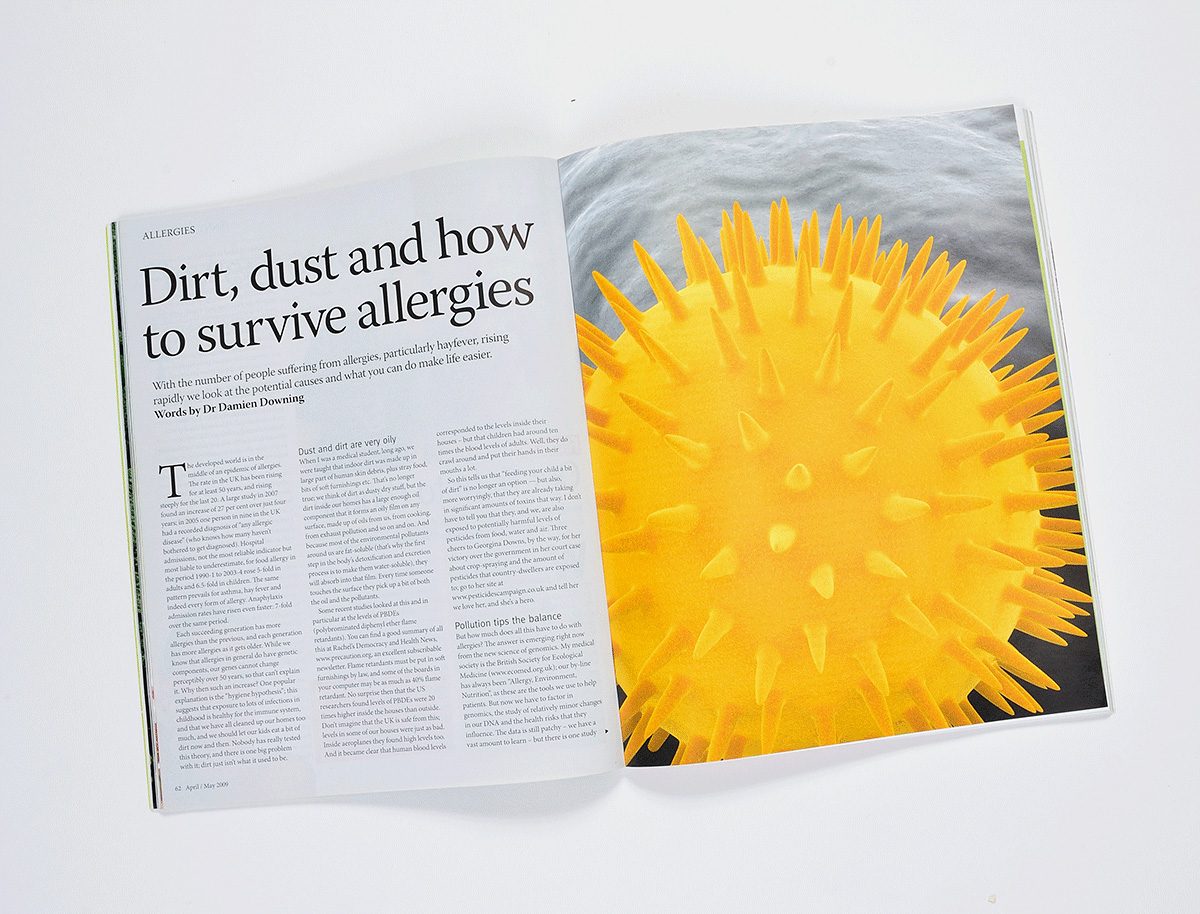 ALLERGIES
Dirt, dust and how
to survive allergies
With the number of people suffering from allergies, particularly hayfever, rising
rapidly we look at the potential causes and what you can do make life easier.
Words by Dr Damien Downing
The developed world is in the
middle of an epidemic of allergies.
The rate in the UK has been rising
for at least 50 years, and rising
steeply for the last 20. A large study in 2007
found an increase of 27 per cent over just four
years; in 2005 one person in nine in the UK
had a recorded diagnosis of "any allergic
disease" (who knows how many haven't
bothered to get diagnosed). Hospital
admissions, not the most reliable indicator but
most liable to underestimate, for food allergy in
the period 1990-1 to 2003-4 rose 5-fold in
adults and 6.5-fold in children. The same
pattern prevails for asthma, hay fever and
indeed every form of allergy. Anaphylaxis
admission rates have risen even faster: 7-fold
over the same period.
Each succeeding generation has more
allergies than the previous, and each generation
has more allergies as it gets older. While we
know that allergies in general do have genetic
components, our genes cannot change
perceptibly over 50 years, so that can't explain
it. Why then such an increase? One popular
explanation is the "hygiene hypothesis"; this
suggests that exposure to lots of infections in
childhood is healthy for the immune system,
and that we have all cleaned up our homes too
much, and we should let our kids eat a bit of
dirt now and then. Nobody has really tested
this theory, and there is one big problem
with it; dirt just isn't what it used to be.
Dust and dirt are very oily
When I was a medical student, long ago, we
were taught that indoor dirt was made up in
large part of human skin debris, plus stray food,
bits of soft furnishings etc. That's no longer
true; we think of dirt as dusty dry stuff, but the
dirt inside our homes has a large enough oil
component that it forms an oily film on any
surface, made up of oils from us, from cooking,
from exhaust pollution and so on and on. And
because most of the environmental pollutants
around us are fat-soluble (that's why the first
step in the body's detoxification and excretion
process is to make them water-soluble), they
will absorb into that film. Every time someone
touches the surface they pick up a bit of both
the oil and the pollutants.
Some recent studies looked at this and in
particular at the levels of PBDEs
(polybrominated diphenyl ether flame
retardants). You can find a good summary of all
this at Rachel's Democracy and Health News,
www.precaution.org, an excellent subscribable
newsletter. Flame retardants must be put in soft
furnishings by law, and some of the boards in
your computer may be as much as 40% flame
retardant. No surprise then that the US
researchers found levels of PBDEs were 20
times higher inside the houses than outside.
Don't imagine that the UK is safe from this;
levels in some of our houses were just as bad.
Inside aeroplanes they found high levels too.
And it became clear that human blood levels
corresponded to the levels inside their
houses – but that children had around ten
times the blood levels of adults. Well, they do
crawl around and put their hands in their
mouths a lot.
So this tells us that "feeding your child a bit
of dirt" is no longer an option — but also,
more worryingly, that they are already taking
in significant amounts of toxins that way. I don't
have to tell you that they, and we, are also
exposed to potentially harmful levels of
pesticides from food, water and air. Three
cheers to Georgina Downs, by the way, for her
victory over the government in her court case
about crop-spraying and the amount of
pesticides that country-dwellers are exposed
to; go to her site at
www.pesticidescampaign.co.uk and tell her
we love her, and she's a hero.
Pollution tips the balance
But how much does all this have to do with
allergies? The answer is emerging right now
from the new science of genomics. My medical
society is the British Society for Ecological
Medicine (www.ecomed.org.uk); our by-line
has always been "Allergy, Environment,
Nutrition", as these are the tools we use to help
patients. But now we have to factor in
genomics, the study of relatively minor changes
in our DNA and the health risks that they
influence. The data is still patchy – we have a
vast amount to learn – but there is one study
62 April / May 2009